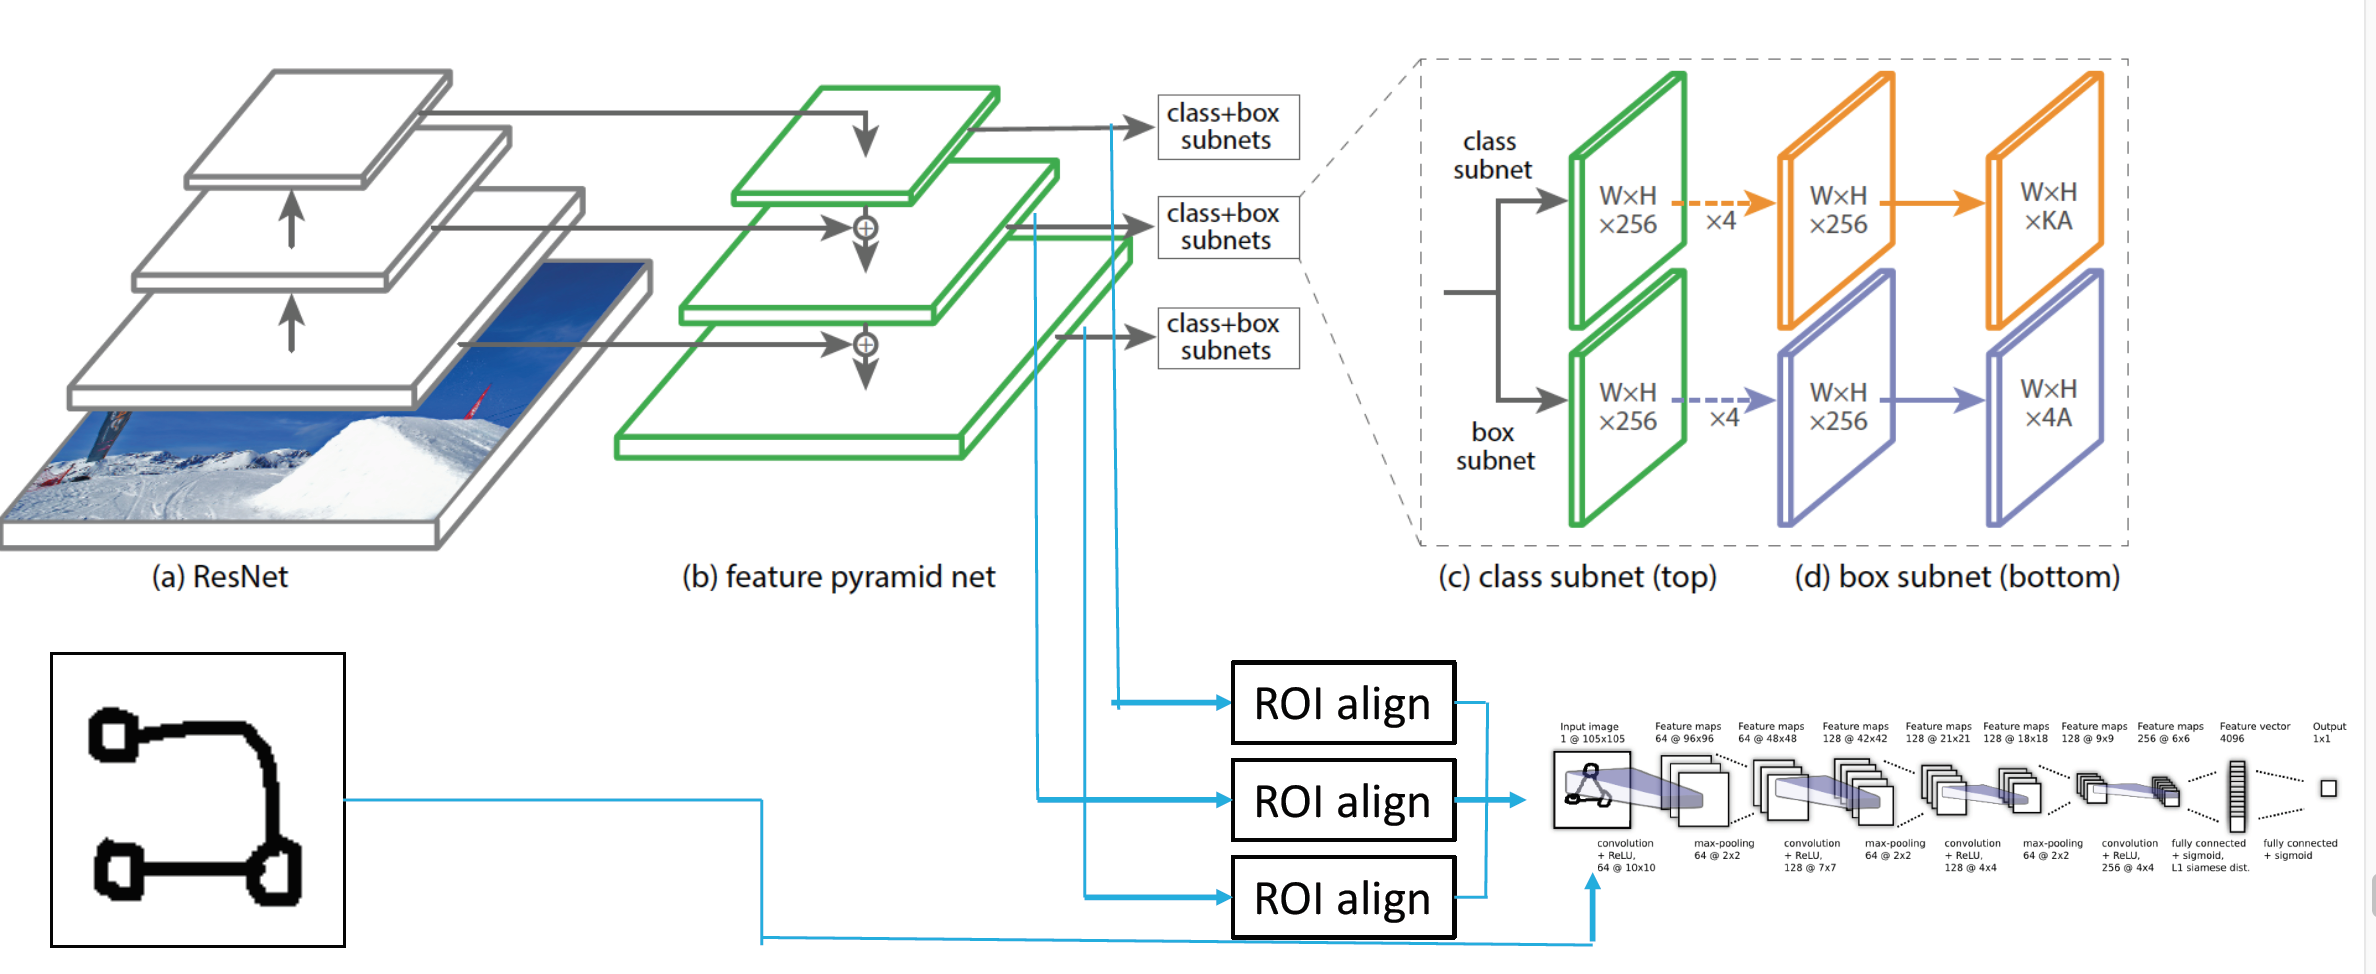 class+box
subnets
class+box
subnets
class+box
subnets
class
subnet
box
subnet
W×H
×256
×4
W×H
×256
W×H
×KA
W×H
×256
×4
W×H
×256
W×H
×4A
(a) ResNet
(b) feature pyramid net
(c) class subnet (top)
(d) box subnet (bottom)
ROI align
ROI align
ROI align
Input image
1 @ 105x105
Feature maps
64 @ 96x96
Feature maps
64 @ 48x48
Feature maps
128 @ 42x42
Feature maps
128 @ 21x21
Feature maps
128 @ 18x18
Feature maps
128 @ 9x9
Feature maps
256 @ 6x6
Feature vector
4096
Output
1x1
convolution
+ ReLU,
64 @ 10x10
max-pooling
64 @ 2x2
convolution
+ ReLU,
128 @ 7x7
max-pooling
64 @ 2x2
convolution
+ ReLU,
128 @ 4x4
max-pooling
64 @ 2x2
convolution
+ ReLU,
256 @ 4x4
fully connected
+ sigmoid,
L1 siamese dist.
fully connected
+ sigmoid